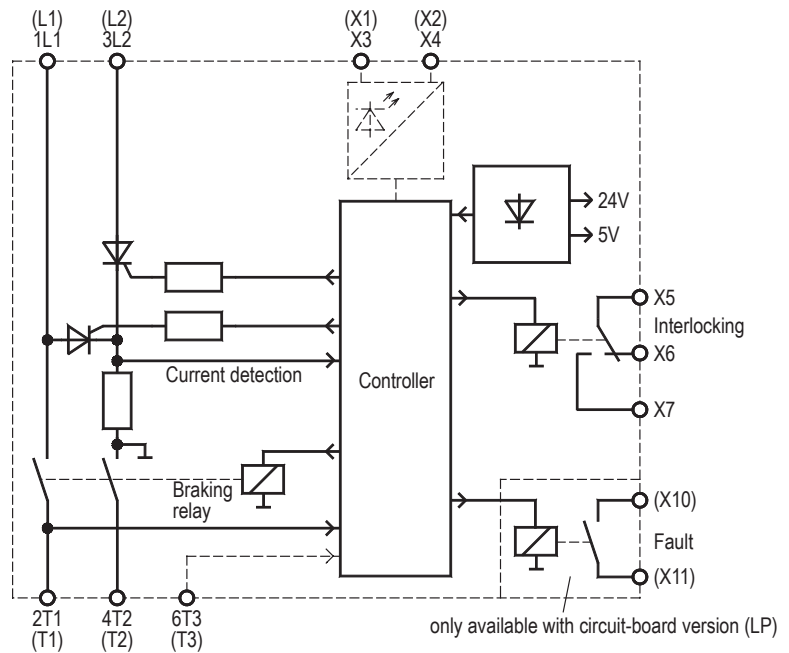 (L1) (L2) (X1) (X2)
1L1 3L2 X3 X4
24V
5V
X5
Interlocking
X6
Current detection
Controller
X7
Braking
relay
(X10)
Fault
(X11)
2T1 4T2 6T3
(T1) (T2) (T3)
only available with circuit-board version (LP)